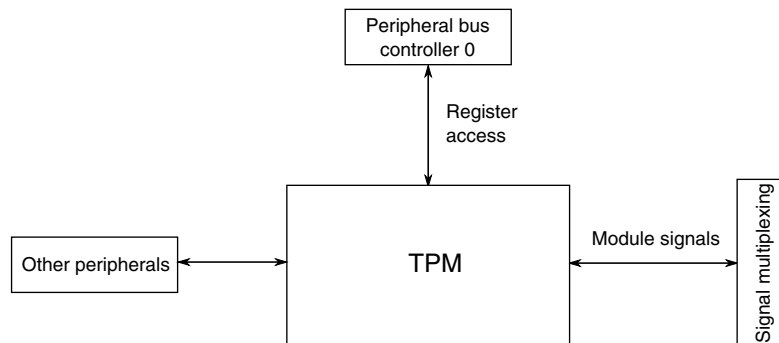 Peripheral bus
controller 0
Register
access
Signal multiplexing
Module signals
TPM
Other peripherals